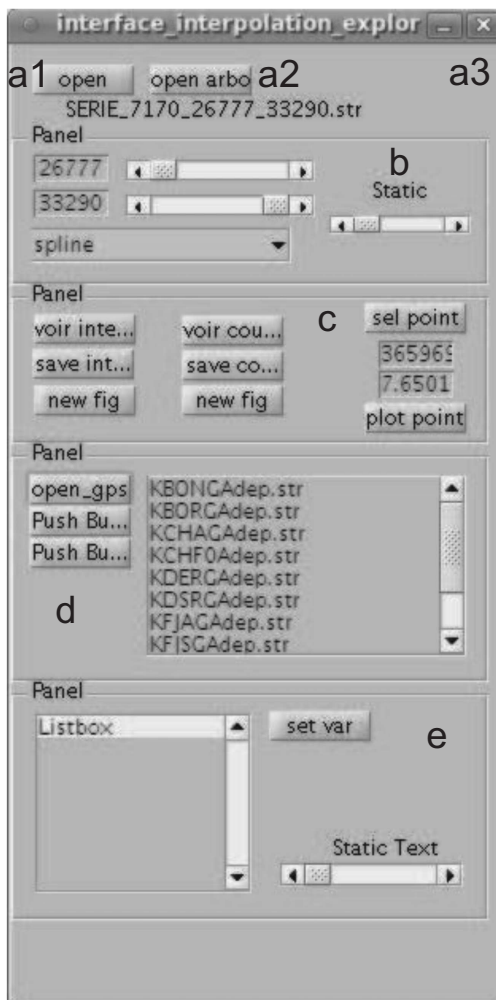 interface_interpolation_explor
a1 open open arbo a2 a3
SERIE_7170_26777_33290.str
Panel
26777
b
Static
33290
spline
Panel
voir inte... voir cou... c sel point
save int... save co... 365969
new fig new fig 7.6501
plot point
Panel
open_gps
Push Bu...
Push Bu...
d
KBONGAdep.str
KBORGAdep.str
KCHAGAdep.str
KCHF0Adep.str
KDERGAdep.str
KDSRGAdep.str
KFJAGAdep.str
KFJSGAdep.str
Panel
Listbox set var e
Static Text